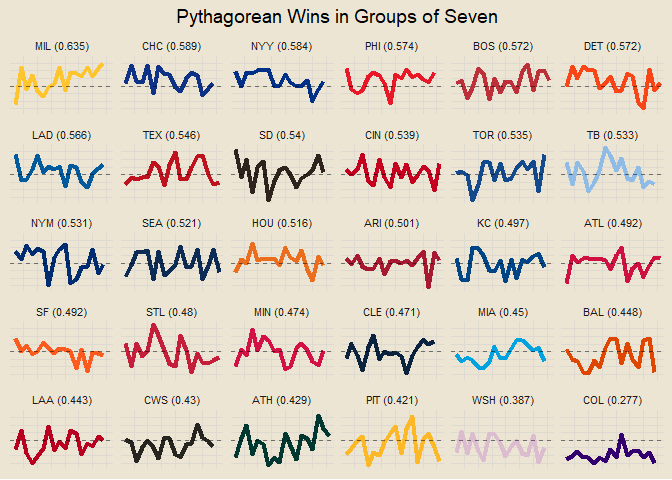 Pythagorean Wins in Groups of Seven
MIL (0.635) CHC (0.589) NYY (0.584) PHI (0.574) BOS (0.572) DET (0.572)
LAD (0.566) TEX (0.546) SD (0.54) CIN (0.539) TOR (0.535) TB (0.533)
NYM (0.531) SEA (0.521) HOU (0.516) ARI (0.501) KC (0.497) ATL (0.492)
SF (0.492) STL (0.48) MIN (0.474) CLE (0.471) MIA (0.45) BAL (0.448)
LAA (0.443) CWS (0.43) ATH (0.429) PIT (0.421) WSH (0.387) COL (0.277)